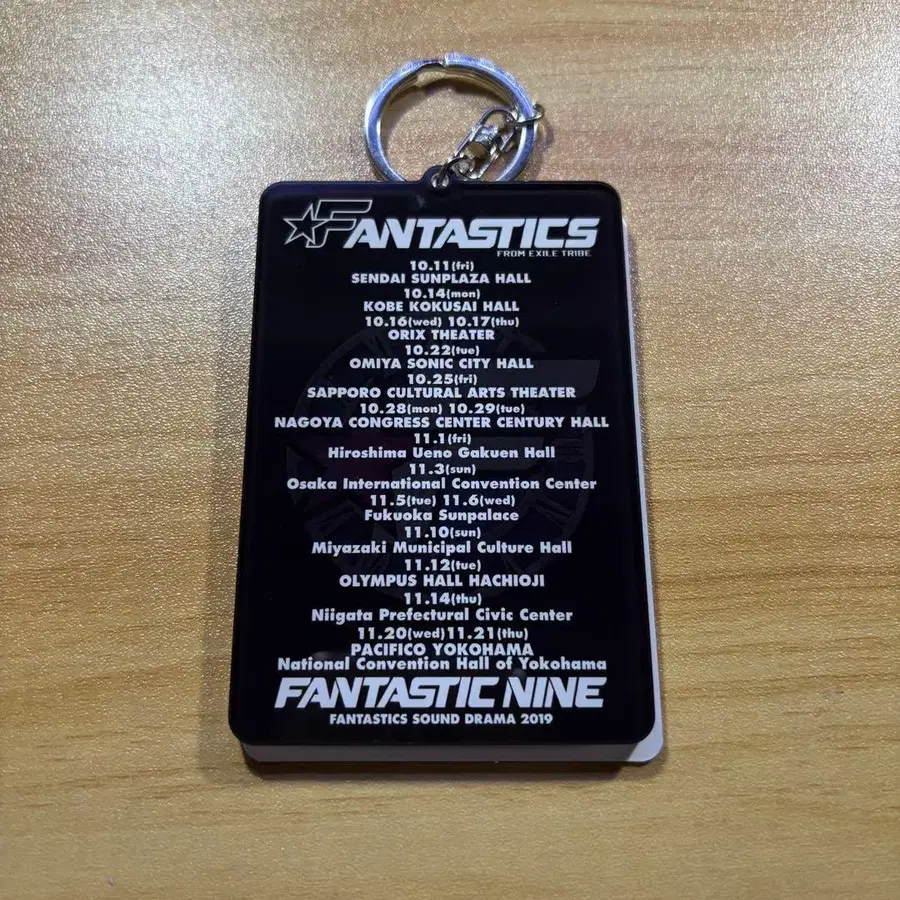 FANTASTICS
FROM EXILE TRIBE
10.11(fri)
SENDAI SUNPLAZA HALL
10.14(mon)
KOBE KOKUSAI HALL
10.16(wed) 10.17(thu)
ORIX THEATER
10.22(tue)
OMIYA SONIC CITY HALL
10.25(fri)
SAPPORO CULTURAL ARTS THEATER
10.28(mon) 10.29(tue)
NAGOYA CONGRESS CENTER CENTURY HALL
11.1(fri)
Hiroshima Ueno Gakuen Hall
11.3(sun)
Osaka International Convention Center
11.5(tue) 11.6(wed)
Fukuoka Sunpalace
11.10(sun)
Miyazaki Municipal Culture Hall
11.12(tue)
OLYMPUS HALL HACHIOJI
11.14(thu)
Niigata Prefectural Civic Center
11.20(wed)11.21(thu)
PACIFICO YOKOHAMA
National Convention Hall of Yokohama
FANTASTIC NINE
FANTASTICS SOUND DRAMA 2019